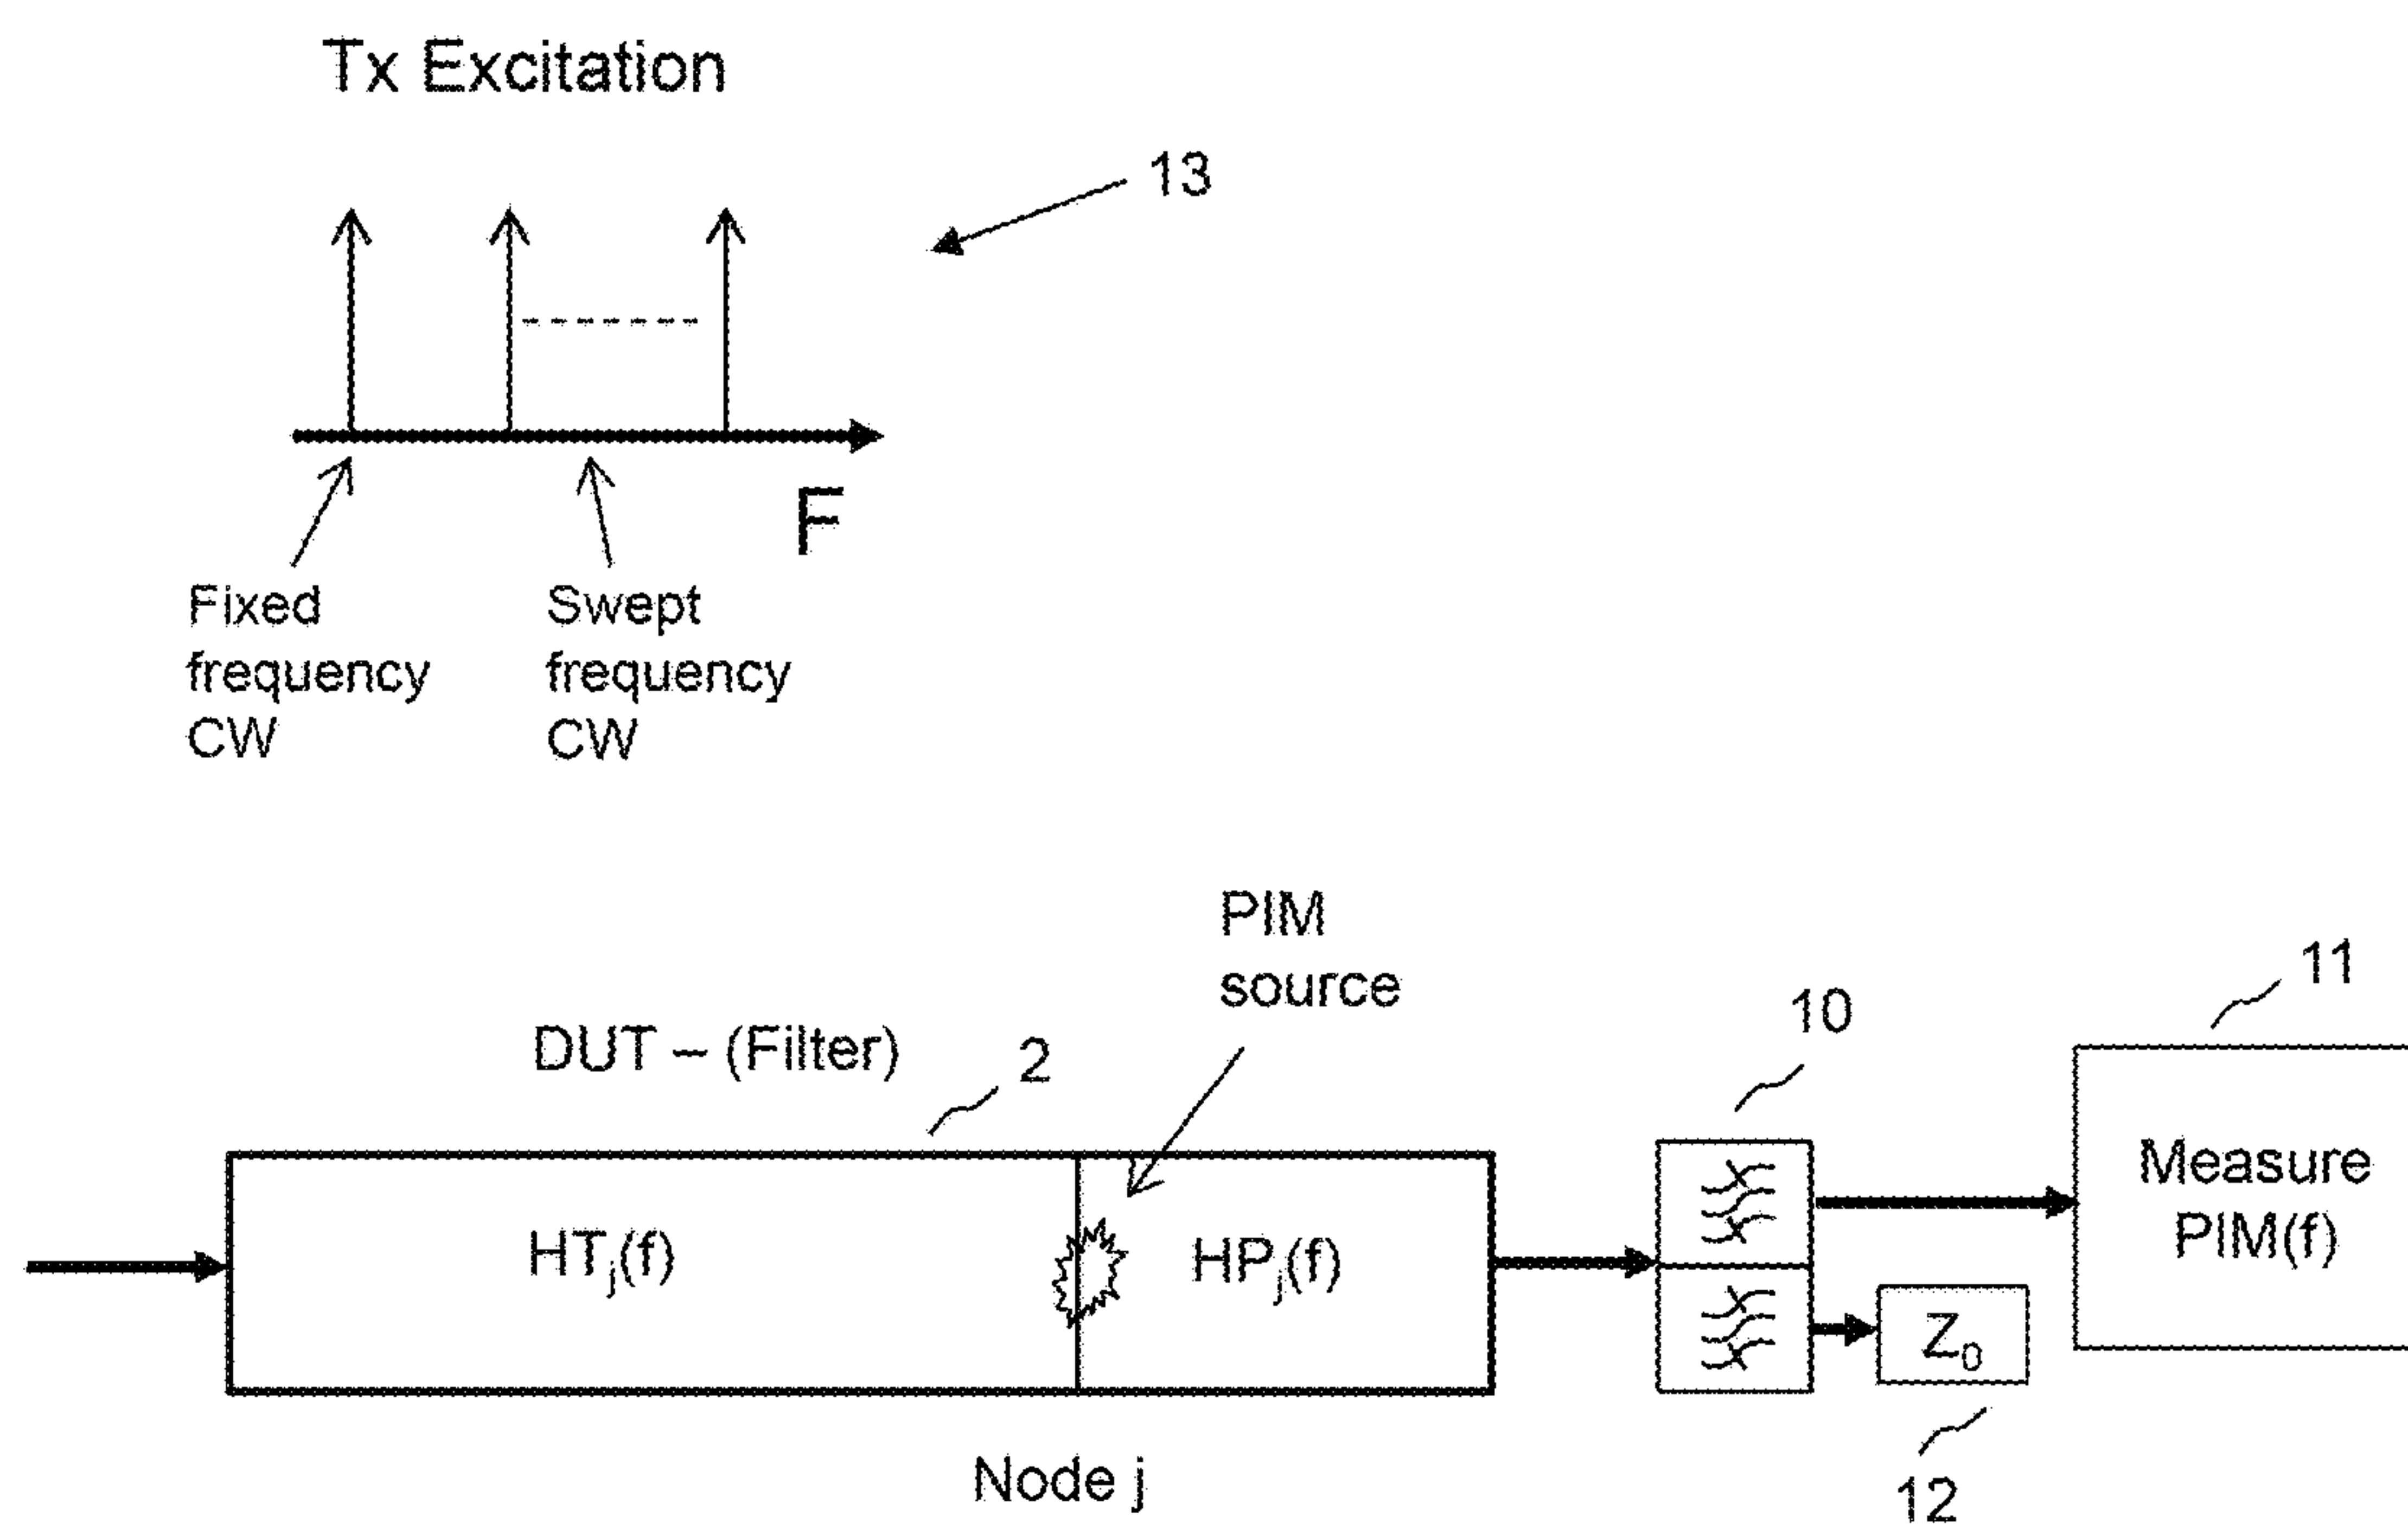 Tx Excitation
13
F
Fixed
frequency
CW
Swept
frequency
CW
PIM
source
11
10
DUT – (Filter)
2
Measure
PIM(f)
HTj(f)
HPj(f)
Z0
Node j
12